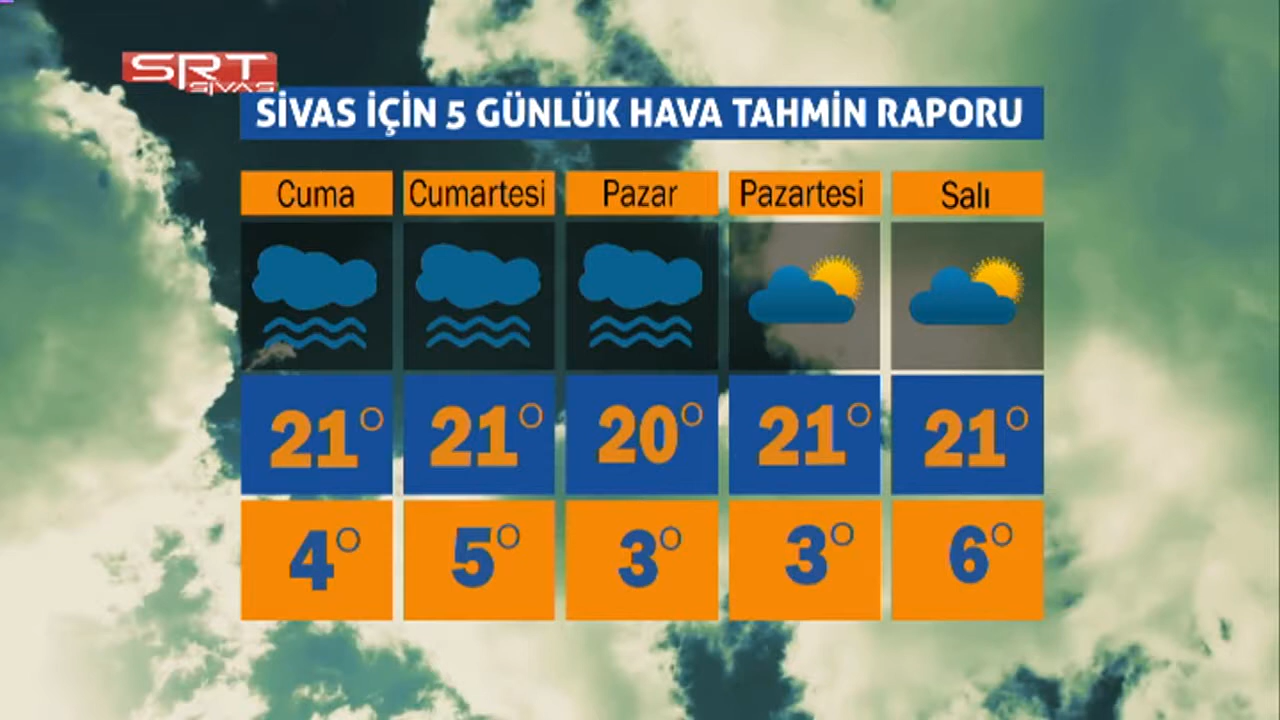 SRT
SİVAS
SİVAS İÇİN 5 GÜNLÜK HAVA TAHMİN RAPORU
Cuma Cumartesi Pazar Pazartesi Salı
21° 21° 20° 21° 21°
4° 5° 3° 3° 6°